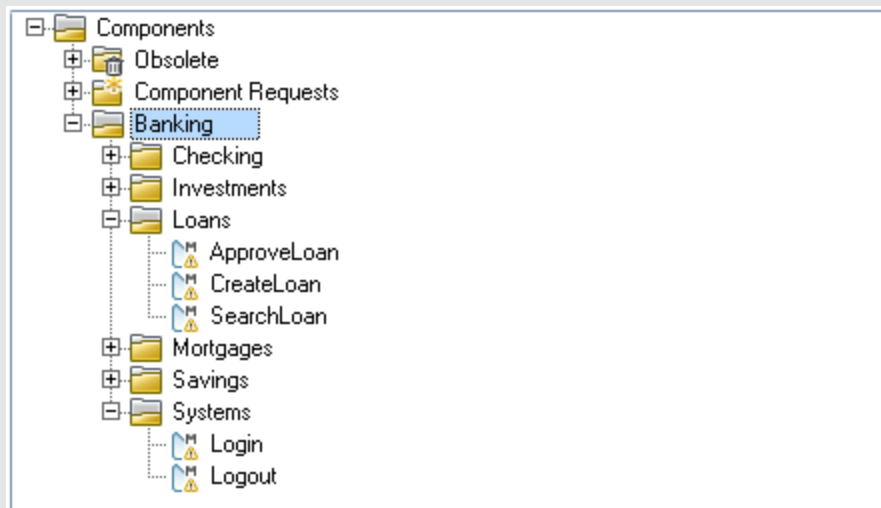 Components
Obsolete
Component Requests
Banking
Checking
Investments
Loans
M ApproveLoan
M CreateLoan
M SearchLoan
Mortgages
Savings
Systems
M Login
M Logout